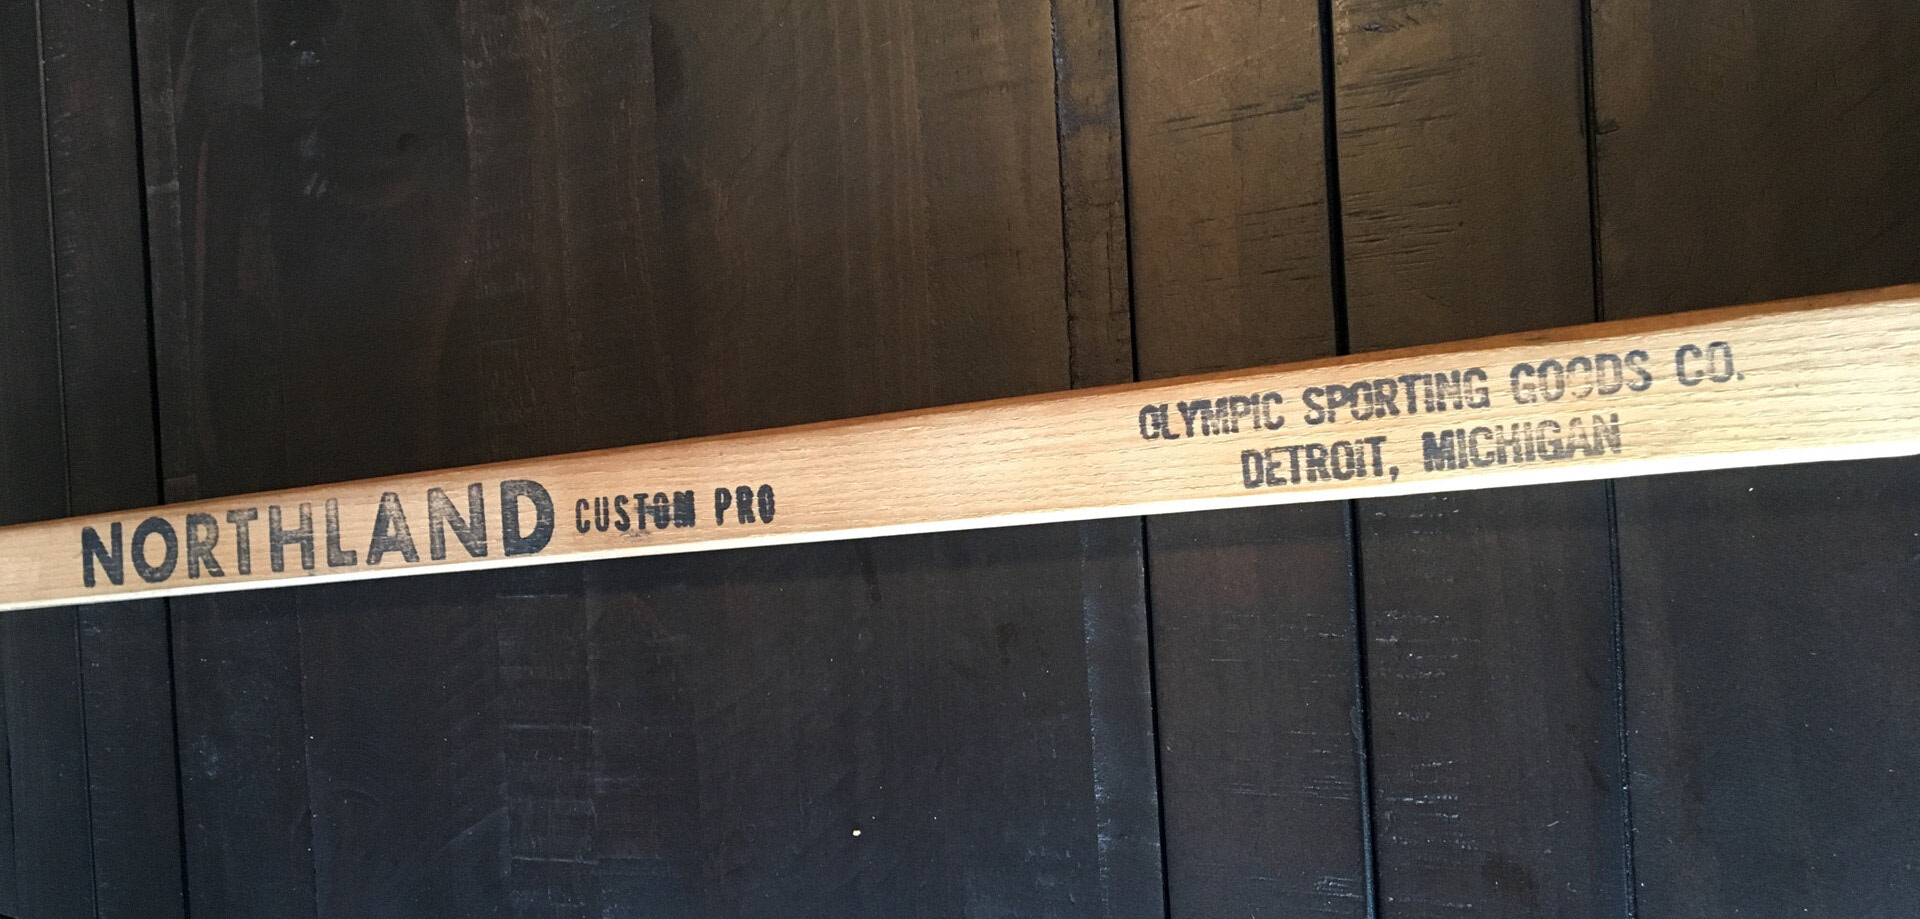 NORTHLAND CUSTOM PRO
OLYMPIC SPORTING GOODS CO.
DETROIT, MICHIGAN